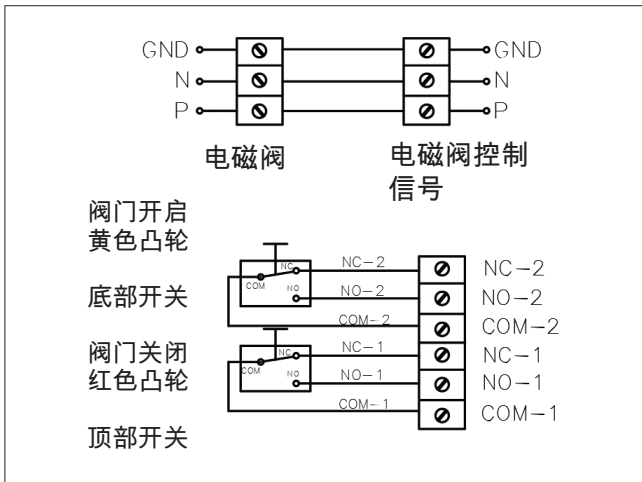 GND GND
N N
P P
电磁阀 电磁阀控制
信号
阀门开启
黄色凸轮
NC NC-2 NC-2
COM
底部开关 NO NO-2 NO-2
COM-2 COM-2
阀门关闭 NC NC-1 NC-1
红色凸轮 COM NO NO-1 NO-1
COM-1 COM-1
顶部开关